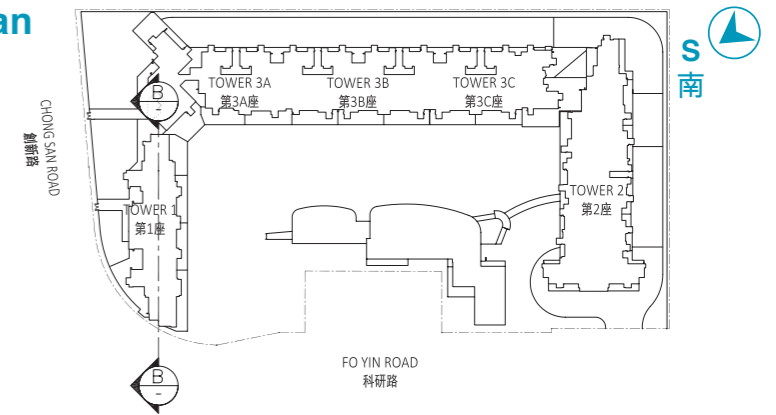 an
S
南
TOWER 3A
第3A座
TOWER 3B
第3B座
TOWER 3C
第3C座
B
-
CHONG SAN ROAD
創新路
TOWER 1
第1座
TOWER 2
第2座
FO YIN ROAD
科研路
B
-